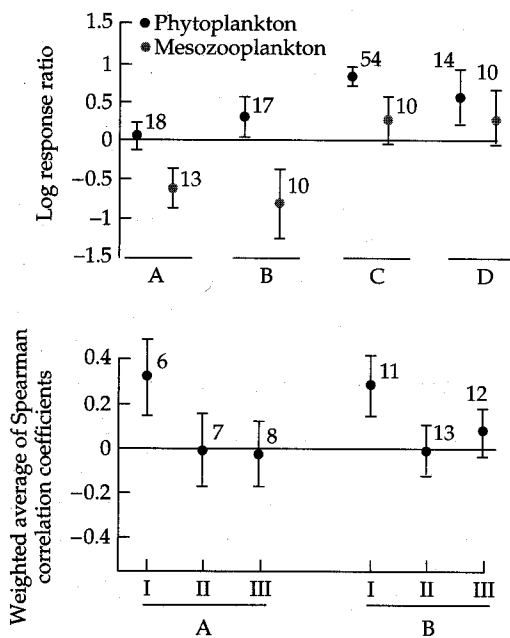 Phytoplankton
Mesozooplankton
Log response ratio
1
0.5
0
−0.5
−1
−1.5
18
13
17
10
54
10
14
10
A
B
C
D
Weighted average of Spearman
correlation coefficients
0.4
0.2
0
−0.2
−0.4
6
7
8
11
13
12
I II III I II III
A B